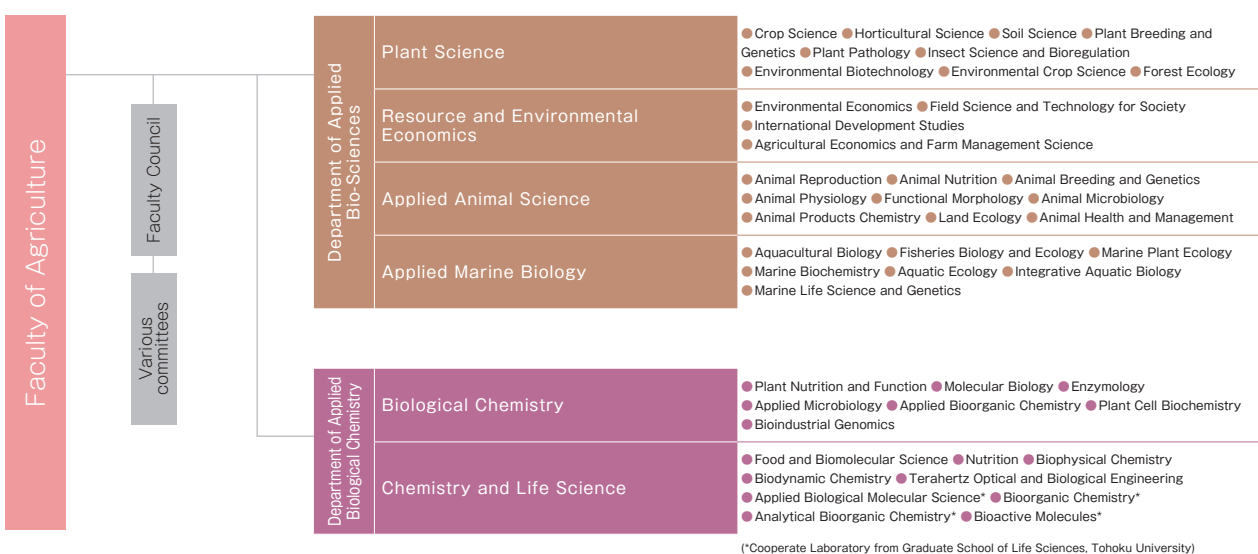 Faculty of Agriculture
Faculty Council
Various
committees
Department of Applied
Bio-Sciences
Plant Science
●Crop Science ●Horticultural Science ●Soil Science ●Plant Breeding and
Genetics ●Plant Pathology ●Insect Science and Bioregulation
●Environmental Biotechnology ●Environmental Crop Science ●Forest Ecology
Resource and Environmental
Economics
●Environmental Economics ●Field Science and Technology for Society
●International Development Studies
●Agricultural Economics and Farm Management Science
Applied Animal Science
●Animal Reproduction ●Animal Nutrition ●Animal Breeding and Genetics
●Animal Physiology ●Functional Morphology ●Animal Microbiology
●Animal Products Chemistry ●Land Ecology ●Animal Health and Management
Applied Marine Biology
●Aquacultural Biology ●Fisheries Biology and Ecology ●Marine Plant Ecology
●Marine Biochemistry ●Aquatic Ecology ●Integrative Aquatic Biology
●Marine Life Science and Genetics
Department of Applied
Biological Chemistry
Biological Chemistry
●Plant Nutrition and Function ●Molecular Biology ●Enzymology
●Applied Microbiology ●Applied Bioorganic Chemistry ●Plant Cell Biochemistry
●Bioindustrial Genomics
Chemistry and Life Science
●Food and Biomolecular Science ●Nutrition ●Biophysical Chemistry
●Biodynamic Chemistry ●Terahertz Optical and Biological Engineering
●Applied Biological Molecular Science* ●Bioorganic Chemistry*
●Analytical Bioorganic Chemistry* ●Bioactive Molecules*
(*Cooperate Laboratory from Graduate School of Life Sciences, Tohoku University)